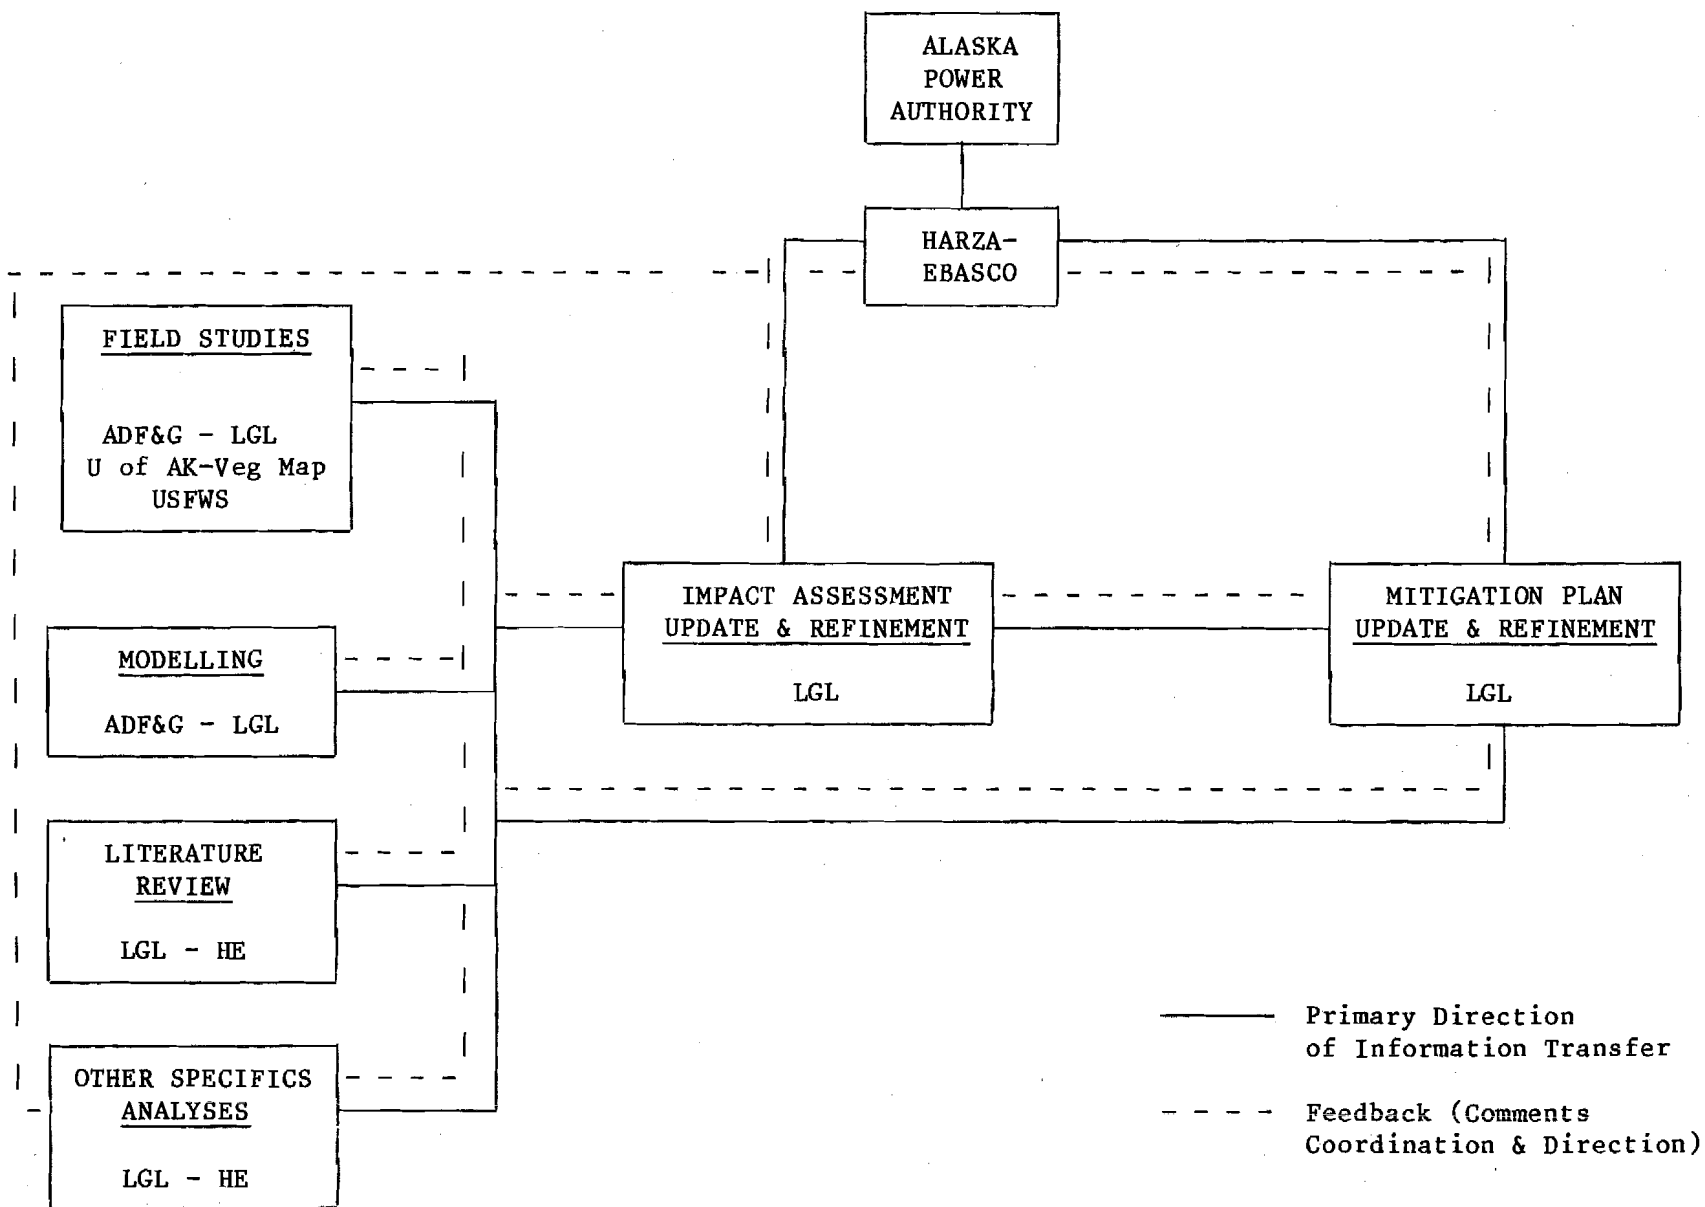 ALASKA
POWER
AUTHORITY
HARZA-
EBASCO
FIELD STUDIES
ADF&G - LGL
U of AK-Veg Map
USFWS
MODELLING
ADF&G - LGL
LITERATURE
REVIEW
LGL - HE
OTHER SPECIFICS
ANALYSES
LGL - HE
IMPACT ASSESSMENT
UPDATE & REFINEMENT
LGL
MITIGATION PLAN
UPDATE & REFINEMENT
LGL
Primary Direction
of Information Transfer
Feedback (Comments
Coordination & Direction)